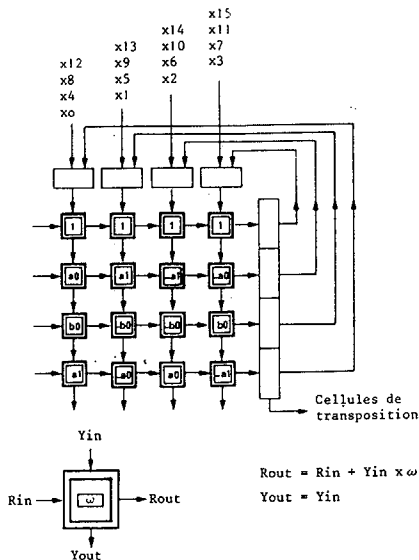 x15
x14 x11
x13 x10 x7
x12 x9 x6 x3
x8 x5 x2
x4 x1
xo
1 1 1 1
a0 a1 -a1 -a0
b0 -b0 -b0 b0
a1 -a0 a0 -a1
Cellules de
transposition
Yin
Rin ω Rout
Yout
Rout = Rin + Yin x ω
Yout = Yin